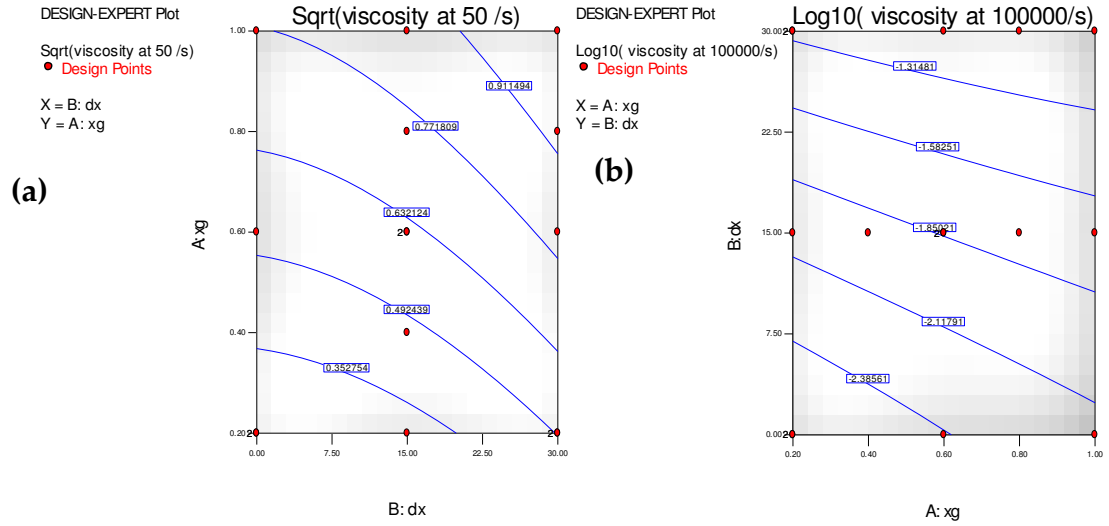 DESIGN-EXPERT Plot
Sqrt(viscosity at 50 /s)
Design Points
X = B: dx
Y = A: xg
(a)
Sqrt(viscosity at 50 /s)
1.00
0.80
0.60
0.40
0.20
A: xg
0.911494
0.771809
0.632124
2
0.492439
0.352754
2
2
0.00
7.50
15.00
22.50
30.00
B: dx
DESIGN-EXPERT Plot
Log10( viscosity at 100000/s)
Design Points
X = A: xg
Y = B: dx
(b)
Log10( viscosity at 100000/s)
30.00
2
22.50
15.00
7.50
0.00
2
B: dx
-1.31481
-1.58251
-1.85021
2
-2.11791
-2.38561
0.20
0.40
0.60
0.80
1.00
A: xg